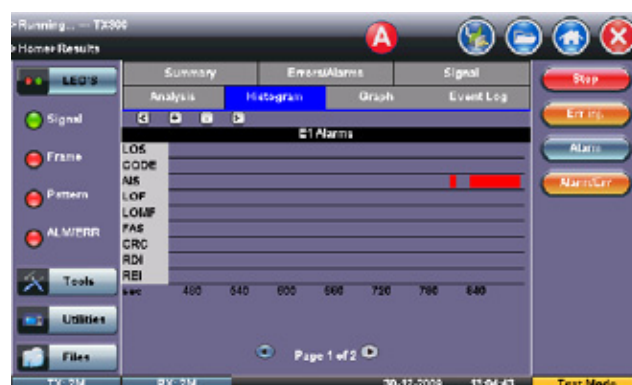 Running... — TX300
Home▸Results
A
LED'S
Summary
Errors/Alarms
Signal
Stop
Analysis
Histogram
Graph
Event Log
Signal
Err Inj.
E1 Alarms
LOS
Alarm
Frame
CODE
AIS
Alarm/Err
Pattern
LOF
LOMF
ALM/ERR
FAS
CRC
RDI
Tools
REI
sec 480 540 600 660 720 780 840
Utilities
Page 1 of 2
Files
TX: 2M RX: 2M 30-12-2009 Test Mode